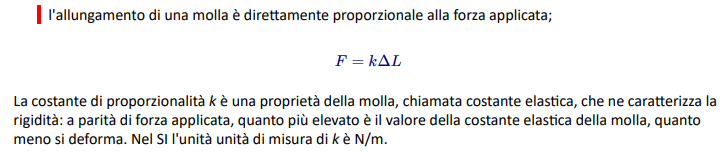 l'allungamento di una molla è direttamente proporzionale alla forza applicata;
F = kΔL
La costante di proporzionalità k è una proprietà della molla, chiamata costante elastica, che ne caratterizza la
rigidità: a parità di forza applicata, quanto più elevato è il valore della costante elastica della molla, quanto
meno si deforma. Nel SI l'unità unità di misura di k è N/m.